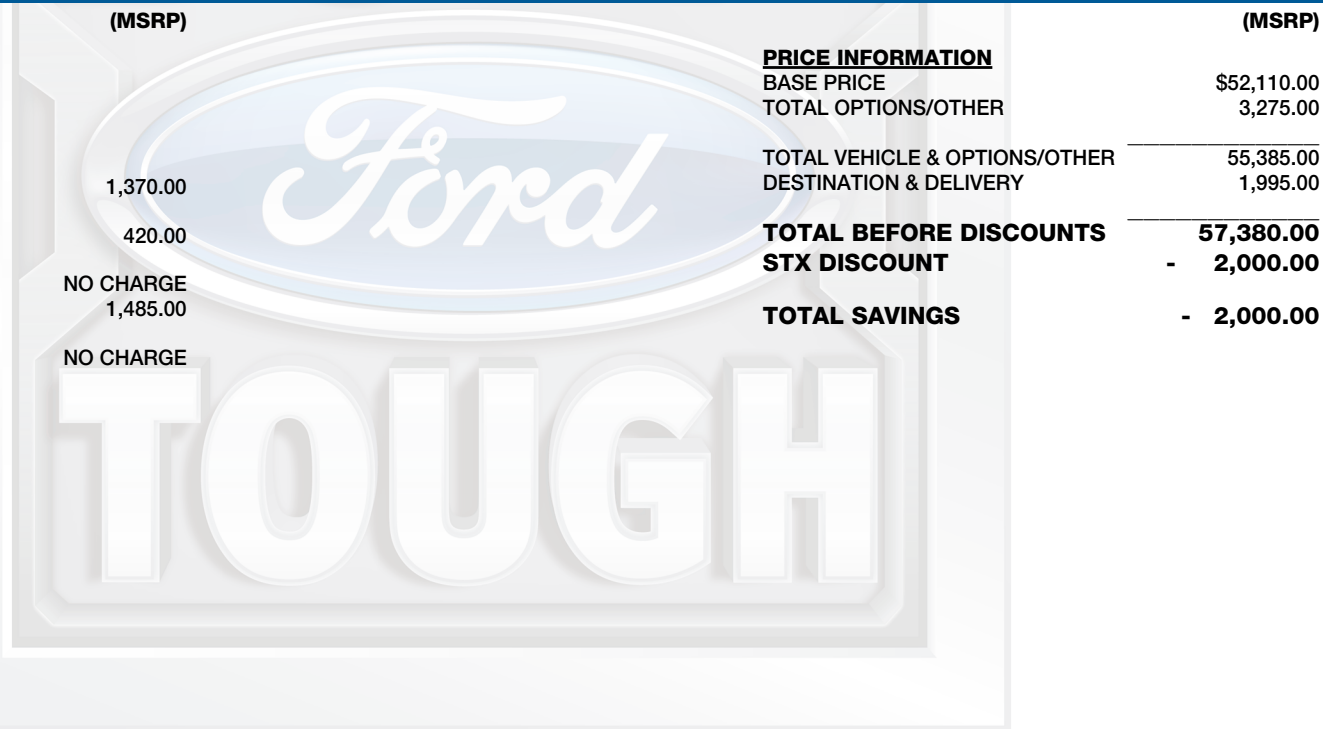 (MSRP)
1,370.00
420.00
NO CHARGE
1,485.00
NO CHARGE
Ford
TOUGH
(MSRP)
PRICE INFORMATION
BASE PRICE $52,110.00
TOTAL OPTIONS/OTHER 3,275.00
TOTAL VEHICLE & OPTIONS/OTHER 55,385.00
DESTINATION & DELIVERY 1,995.00
TOTAL BEFORE DISCOUNTS 57,380.00
STX DISCOUNT - 2,000.00
TOTAL SAVINGS - 2,000.00